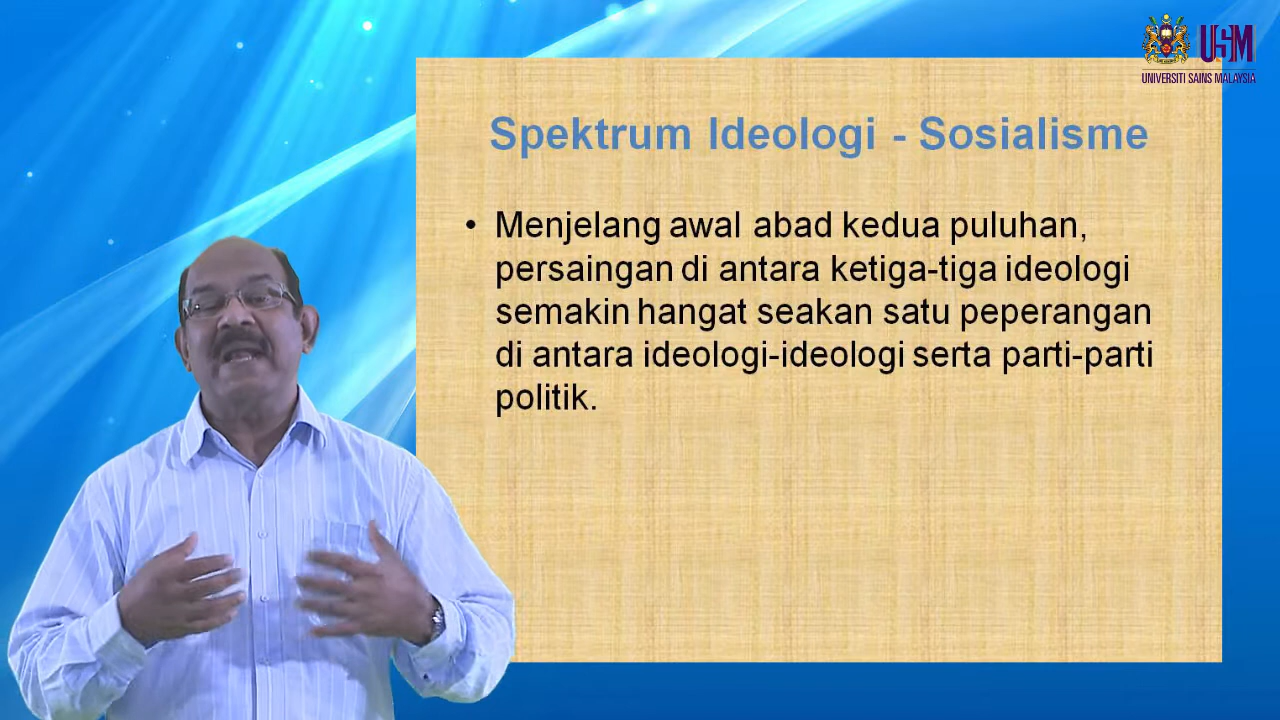 USM
UNIVERSITI SAINS MALAYSIA
Spektrum Ideologi - Sosialisme
• Menjelang awal abad kedua puluhan,
persaingan di antara ketiga-tiga ideologi
semakin hangat seakan satu peperangan
di antara ideologi-ideologi serta parti-parti
politik.